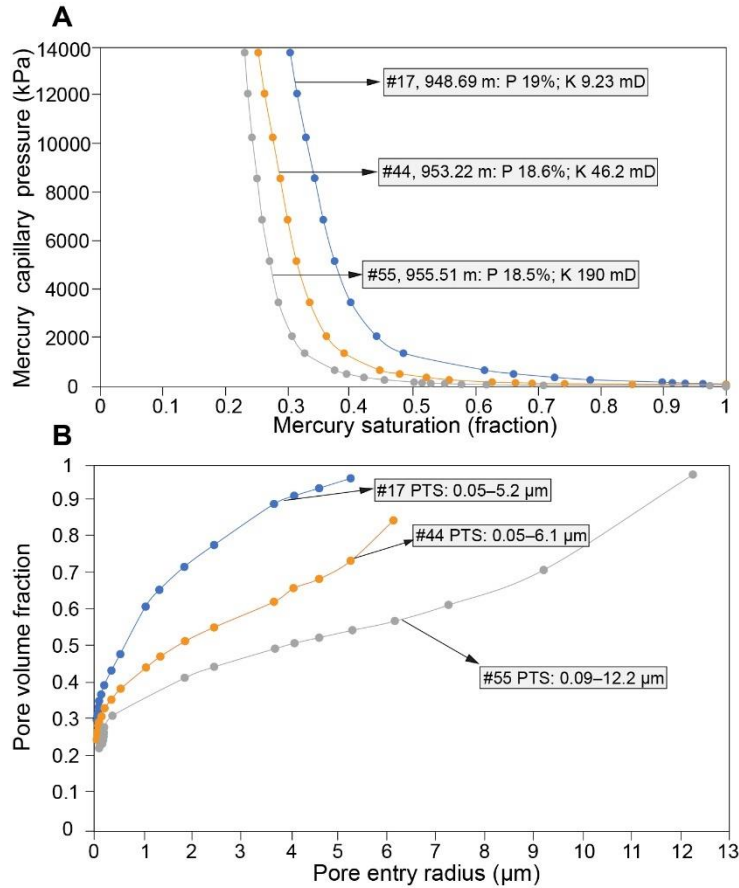 A
14000
12000
10000
8000
6000
4000
2000
0
Mercury capillary pressure (kPa)
#17, 948.69 m: P 19%; K 9.23 mD
#44, 953.22 m: P 18.6%; K 46.2 mD
#55, 955.51 m: P 18.5%; K 190 mD
0 0.1 0.2 0.3 0.4 0.5 0.6 0.7 0.8 0.9 1
Mercury saturation (fraction)
B
1
0.9
0.8
0.7
0.6
0.5
0.4
0.3
0.2
0.1
0
Pore volume fraction
#17 PTS: 0.05–5.2 µm
#44 PTS: 0.05–6.1 µm
#55 PTS: 0.09–12.2 µm
0 1 2 3 4 5 6 7 8 9 10 11 12 13
Pore entry radius (µm)